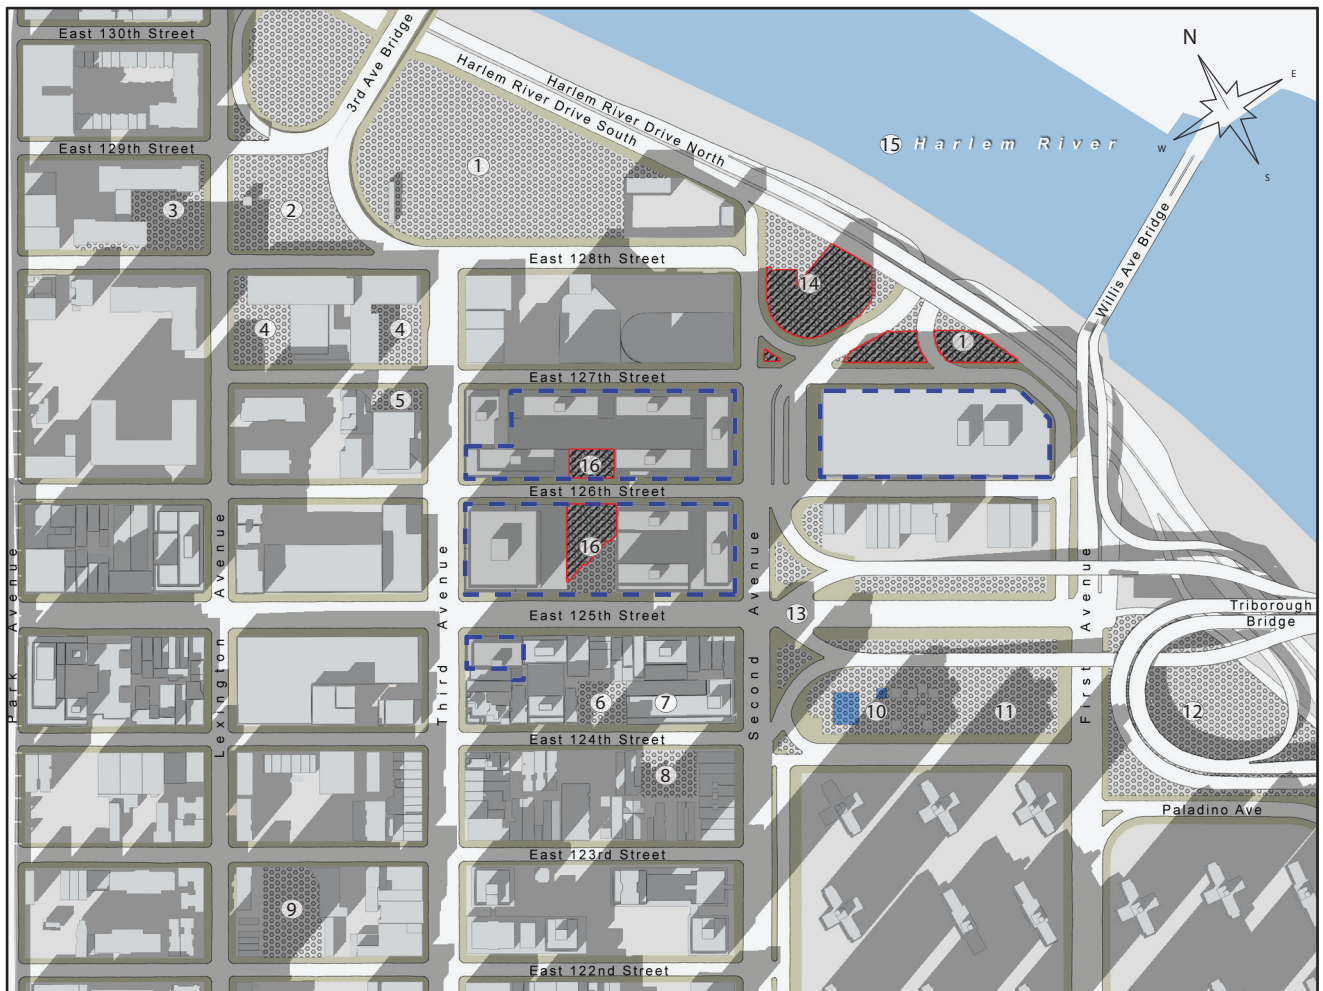 East 130th Street
3rd Ave Bridge
Harlem River Drive North
Harlem River Drive South
N
E
W
S
15 Harlem River
East 129th Street
1
3
2
Willis Ave Bridge
East 128th Street
14
4
4
1
East 127th Street
5
16
East 126th Street
16
Park Avenue
Lexington Avenue
Third Avenue
Second Avenue
First Avenue
East 125th Street
13
Triborough
Bridge
6
7
10
11
12
East 124th Street
8
Paladino Ave
East 123rd Street
9
East 122nd Street